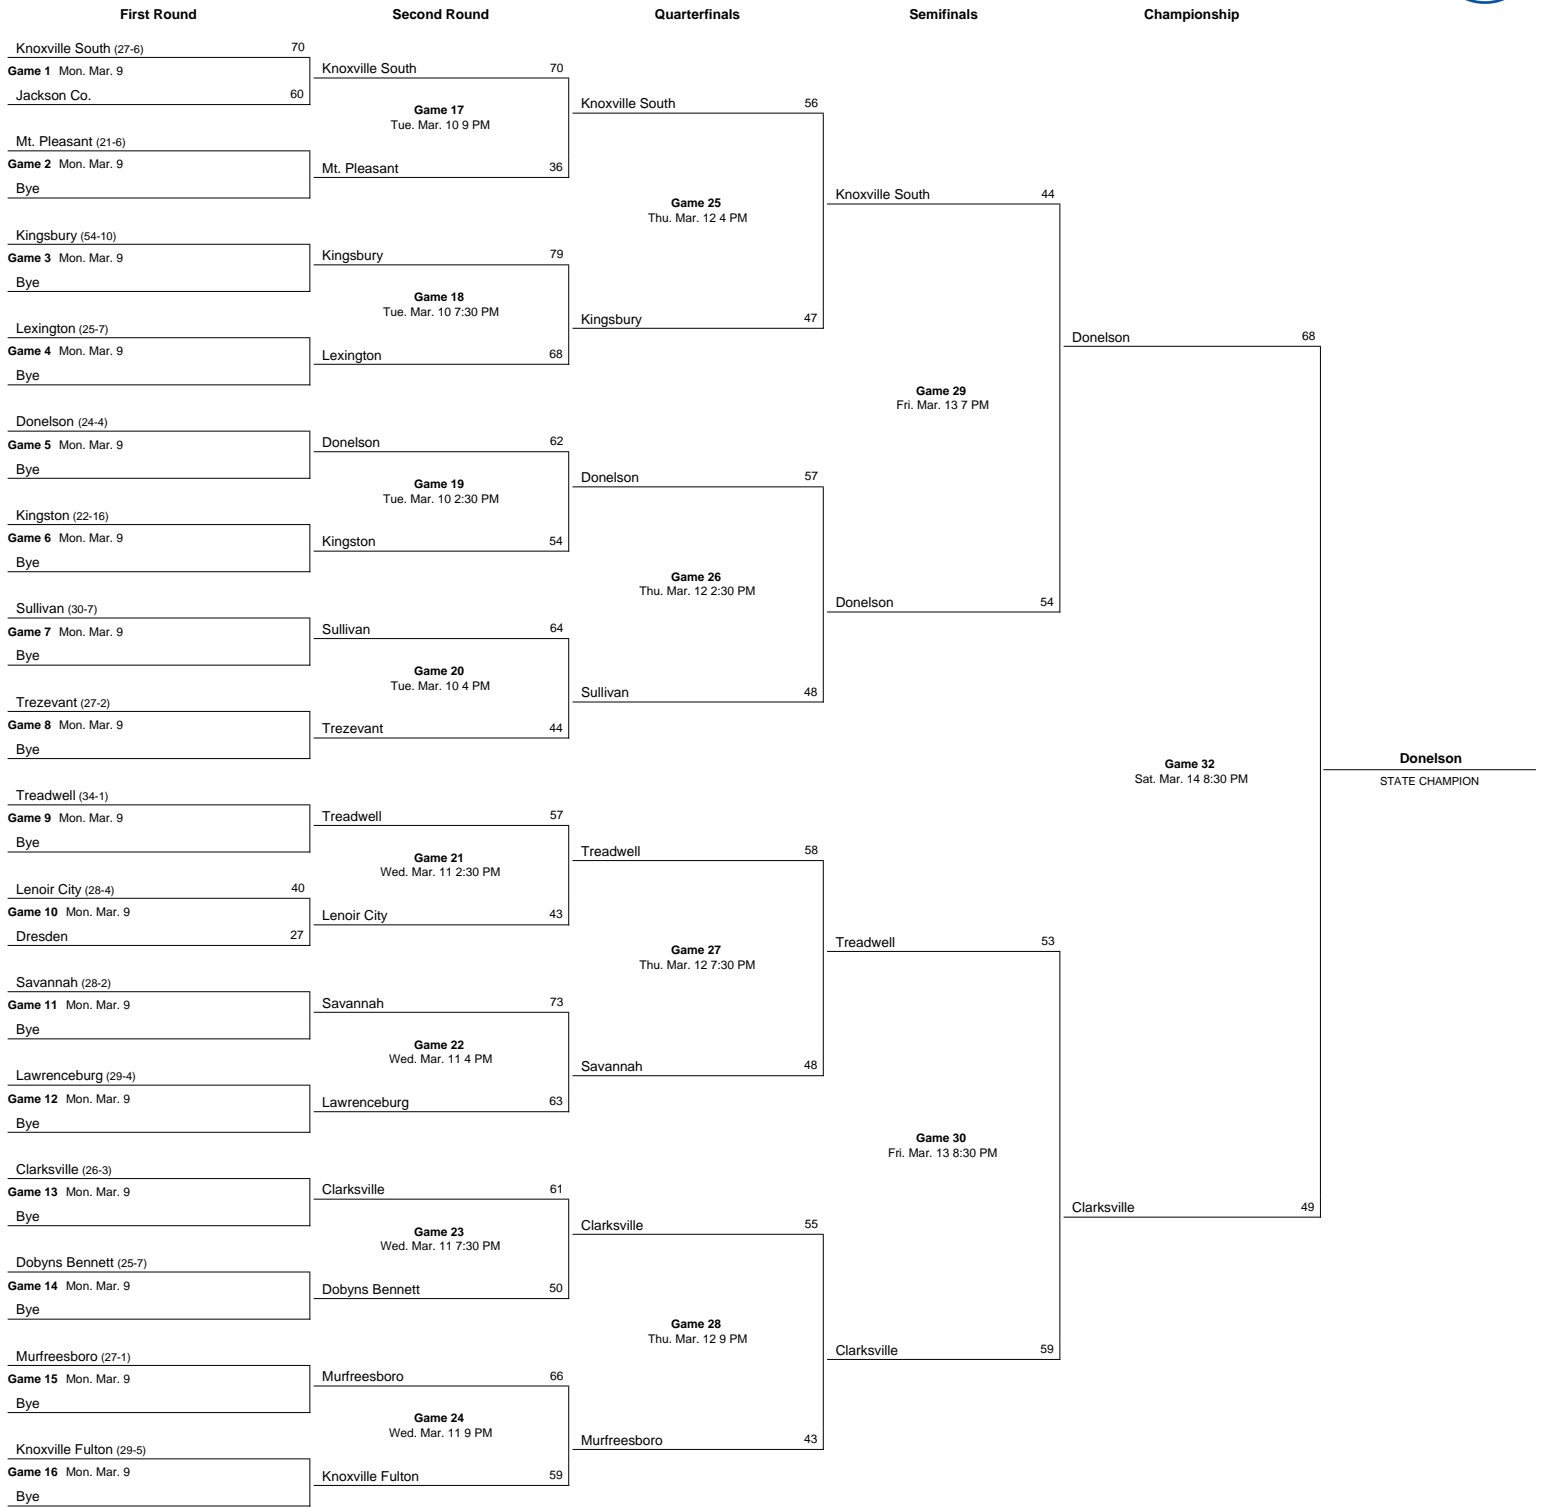 First Round Second Round Quarterfinals Semifinals Championship
Knoxville South (27-6) 70
Game 1 Mon. Mar. 9
Jackson Co. 60
Mt. Pleasant (21-6)
Game 2 Mon. Mar. 9
Bye
Kingsbury (54-10)
Game 3 Mon. Mar. 9
Bye
Lexington (25-7)
Game 4 Mon. Mar. 9
Bye
Donelson (24-4)
Game 5 Mon. Mar. 9
Bye
Kingston (22-16)
Game 6 Mon. Mar. 9
Bye
Sullivan (30-7)
Game 7 Mon. Mar. 9
Bye
Trezevant (27-2)
Game 8 Mon. Mar. 9
Bye
Treadwell (34-1)
Game 9 Mon. Mar. 9
Bye
Lenoir City (28-4) 40
Game 10 Mon. Mar. 9
Dresden 27
Savannah (28-2)
Game 11 Mon. Mar. 9
Bye
Lawrenceburg (29-4)
Game 12 Mon. Mar. 9
Bye
Clarksville (26-3)
Game 13 Mon. Mar. 9
Bye
Dobyns Bennett (25-7)
Game 14 Mon. Mar. 9
Bye
Murfreesboro (27-1)
Game 15 Mon. Mar. 9
Bye
Knoxville Fulton (29-5)
Game 16 Mon. Mar. 9
Bye
Knoxville South 70
Game 17
Tue. Mar. 10 9 PM
Mt. Pleasant 36
Kingsbury 79
Game 18
Tue. Mar. 10 7:30 PM
Lexington 68
Donelson 62
Game 19
Tue. Mar. 10 2:30 PM
Kingston 54
Sullivan 64
Game 20
Tue. Mar. 10 4 PM
Trezevant 44
Treadwell 57
Game 21
Wed. Mar. 11 2:30 PM
Lenoir City 43
Savannah 73
Game 22
Wed. Mar. 11 4 PM
Lawrenceburg 63
Clarksville 61
Game 23
Wed. Mar. 11 7:30 PM
Dobyns Bennett 50
Murfreesboro 66
Game 24
Wed. Mar. 11 9 PM
Knoxville Fulton 59
Knoxville South 56
Game 25
Thu. Mar. 12 4 PM
Kingsbury 47
Donelson 57
Game 26
Thu. Mar. 12 2:30 PM
Sullivan 48
Treadwell 58
Game 27
Thu. Mar. 12 7:30 PM
Savannah 48
Clarksville 55
Game 28
Thu. Mar. 12 9 PM
Murfreesboro 43
Knoxville South 44
Game 29
Fri. Mar. 13 7 PM
Donelson 54
Treadwell 53
Game 30
Fri. Mar. 13 8:30 PM
Clarksville 59
Donelson 68
Game 32
Sat. Mar. 14 8:30 PM
Clarksville 49
Donelson
STATE CHAMPION